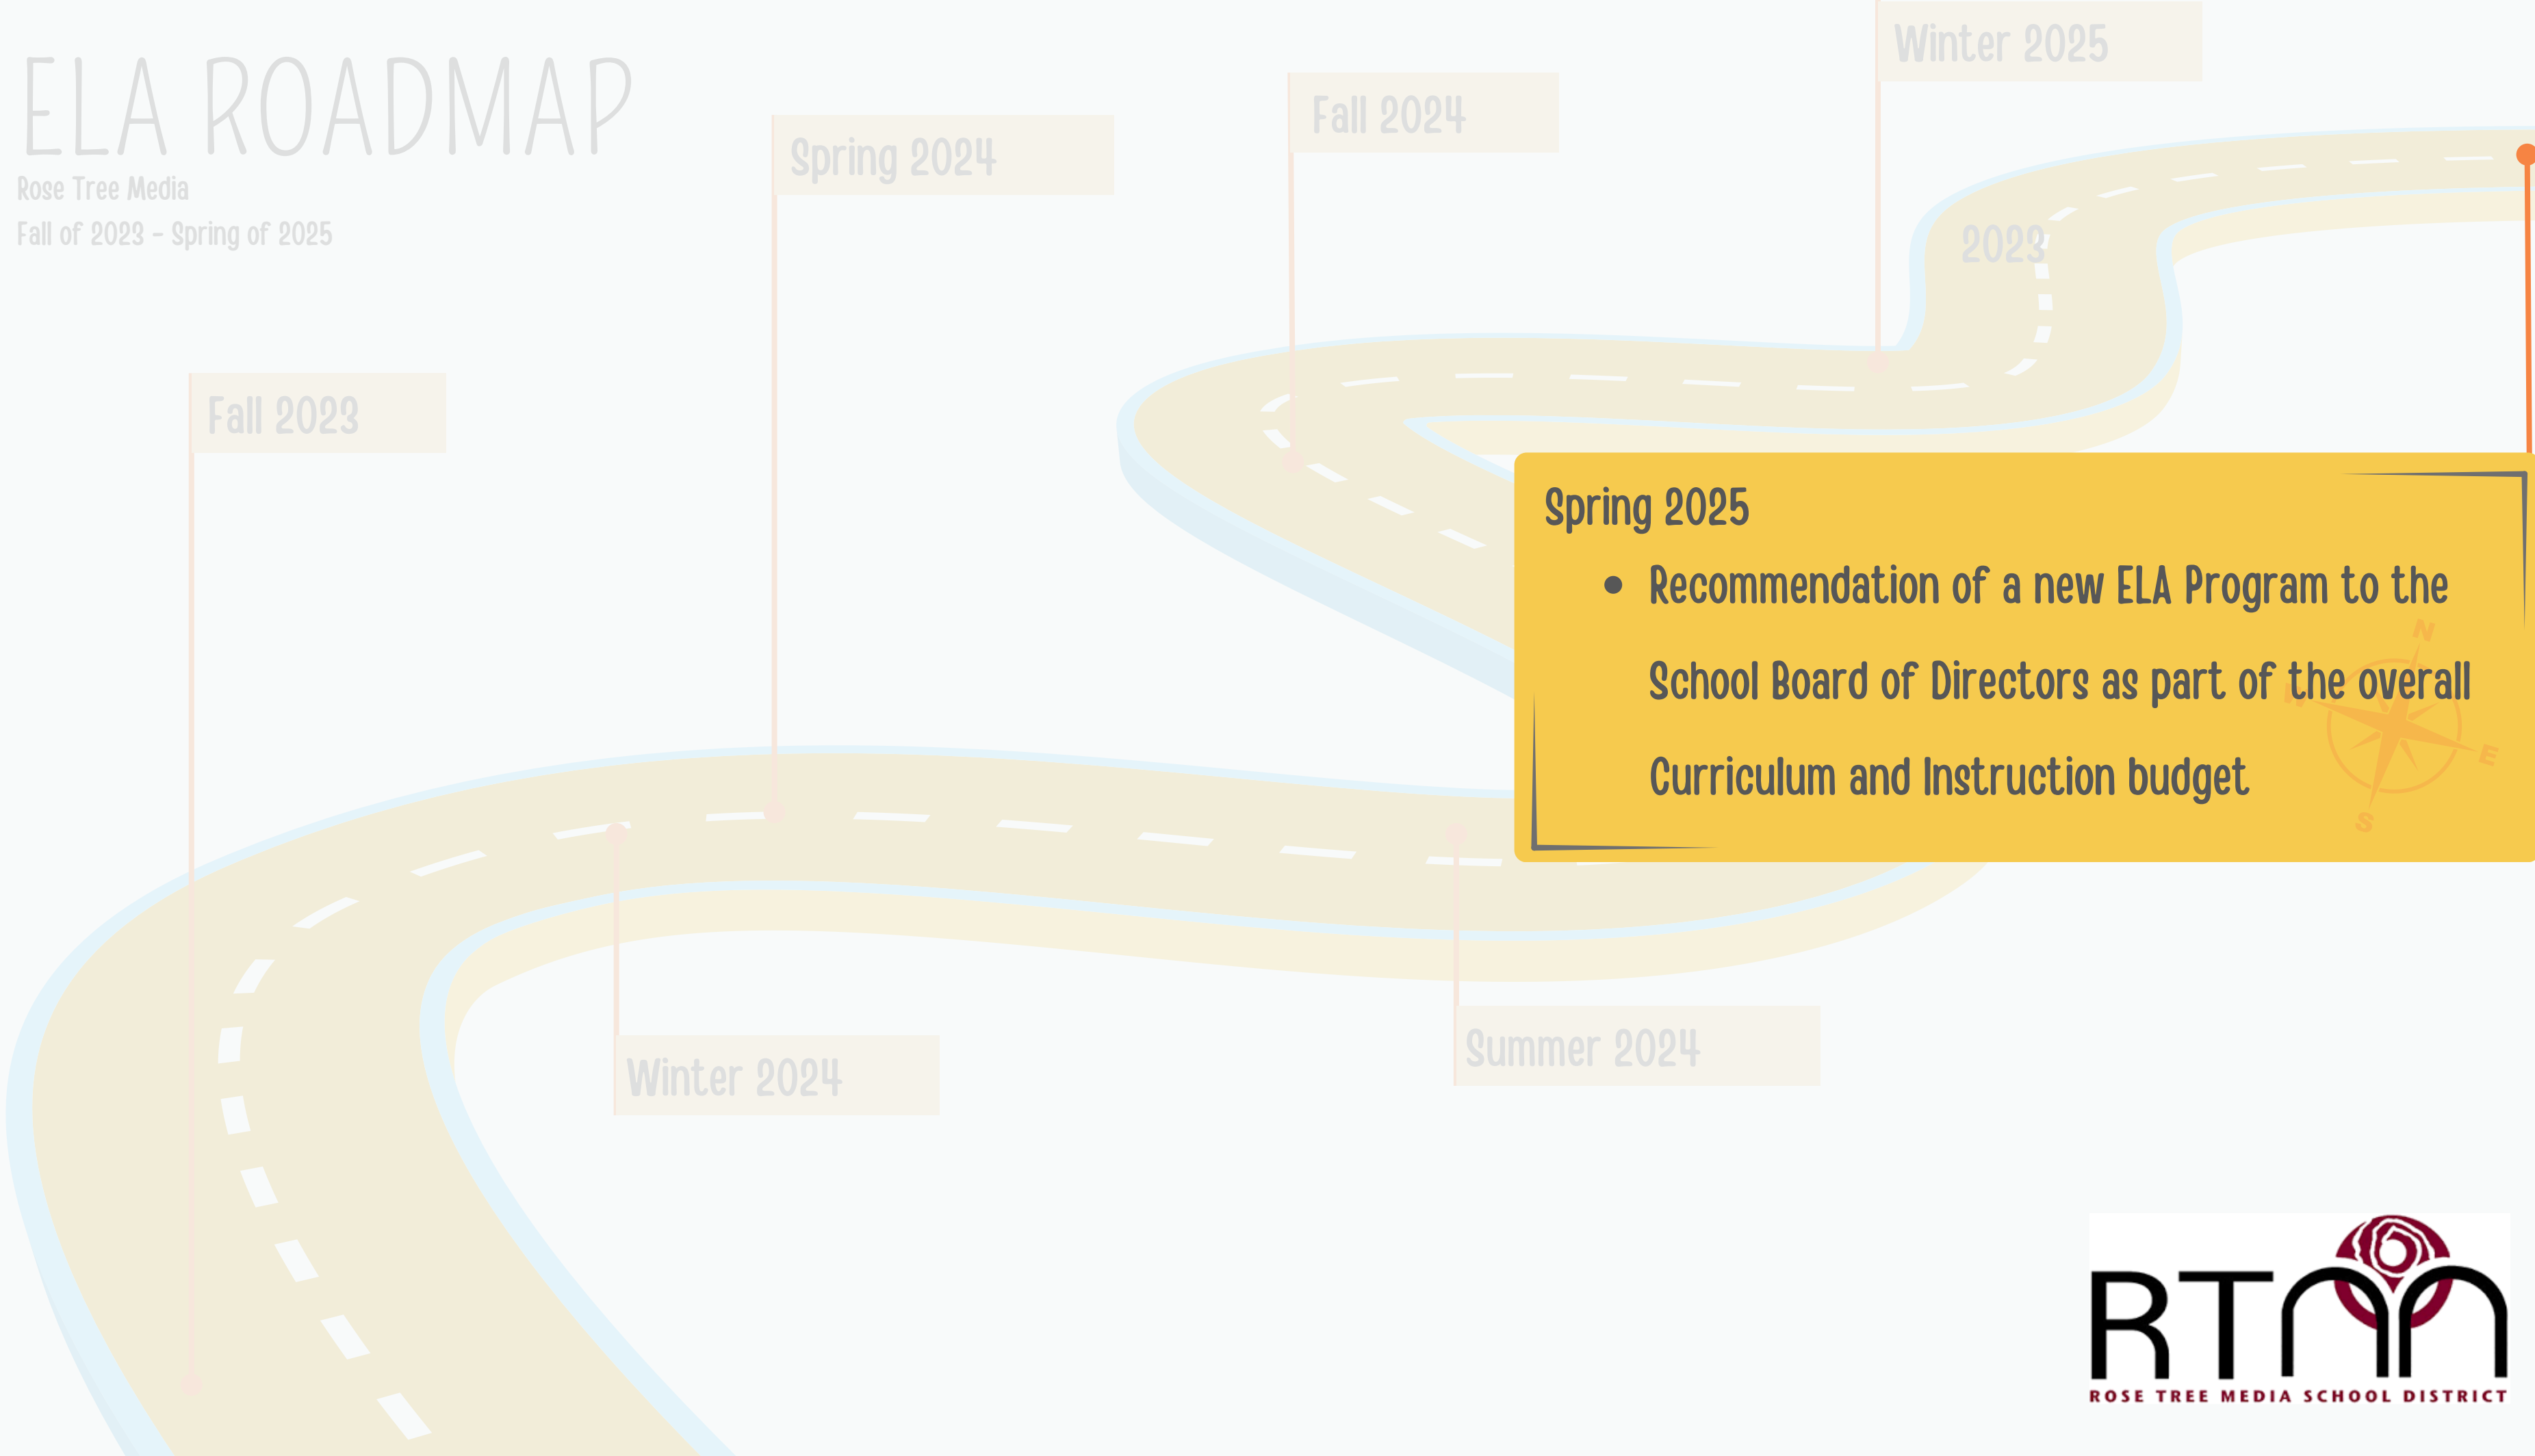 ELA ROADMAP
Rose Tree Media
Fall of 2023 - Spring of 2025
Fall 2023
Spring 2024
Fall 2024
Winter 2025
2023
Spring 2025
• Recommendation of a new ELA Program to the
School Board of Directors as part of the overall
Curriculum and Instruction budget
N
N
E
S
Winter 2024
Summer 2024
RTM
ROSE TREE MEDIA SCHOOL DISTRICT